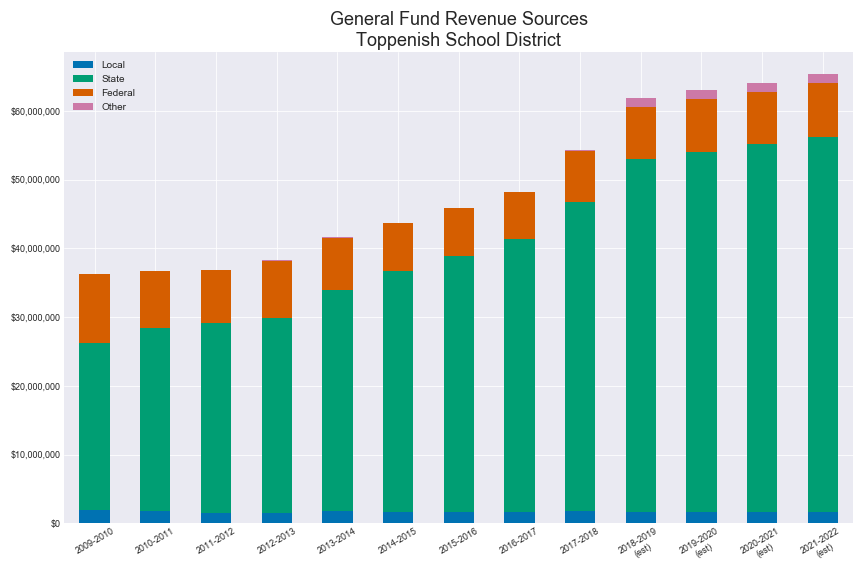 General Fund Revenue Sources
Toppenish School District
Local
State
Federal
Other
$60,000,000
$50,000,000
$40,000,000
$30,000,000
$20,000,000
$10,000,000
$0
2009-2010
2010-2011
2011-2012
2012-2013
2013-2014
2014-2015
2015-2016
2016-2017
2017-2018
2018-2019
(est)
2019-2020
(est)
2020-2021
(est)
2021-2022
(est)